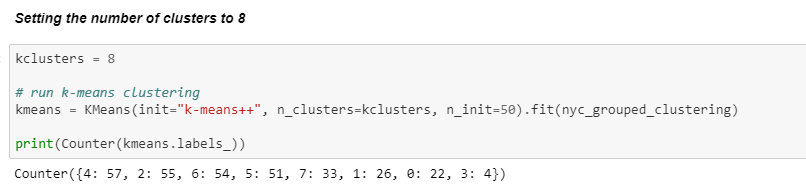 Setting the number of clusters to 8
kclusters = 8
# run k-means clustering
kmeans = KMeans(init="k-means++", n_clusters=kclusters, n_init=50).fit(nyc_grouped_clustering)
print(Counter(kmeans.labels_))
Counter({4: 57, 2: 55, 6: 54, 5: 51, 7: 33, 1: 26, 0: 22, 3: 4})